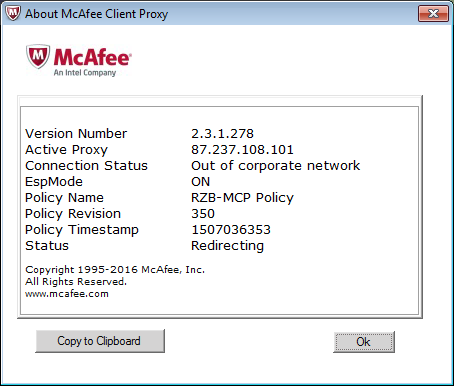 About McAfee Client Proxy
McAfee
An Intel Company
Version Number 2.3.1.278
Active Proxy 87.237.108.101
Connection Status Out of corporate network
EspMode ON
Policy Name RZB-MCP Policy
Policy Revision 350
Policy Timestamp 1507036353
Status Redirecting
Copyright 1995-2016 McAfee, Inc.
All Rights Reserved.
www.mcafee.com
Copy to Clipboard Ok